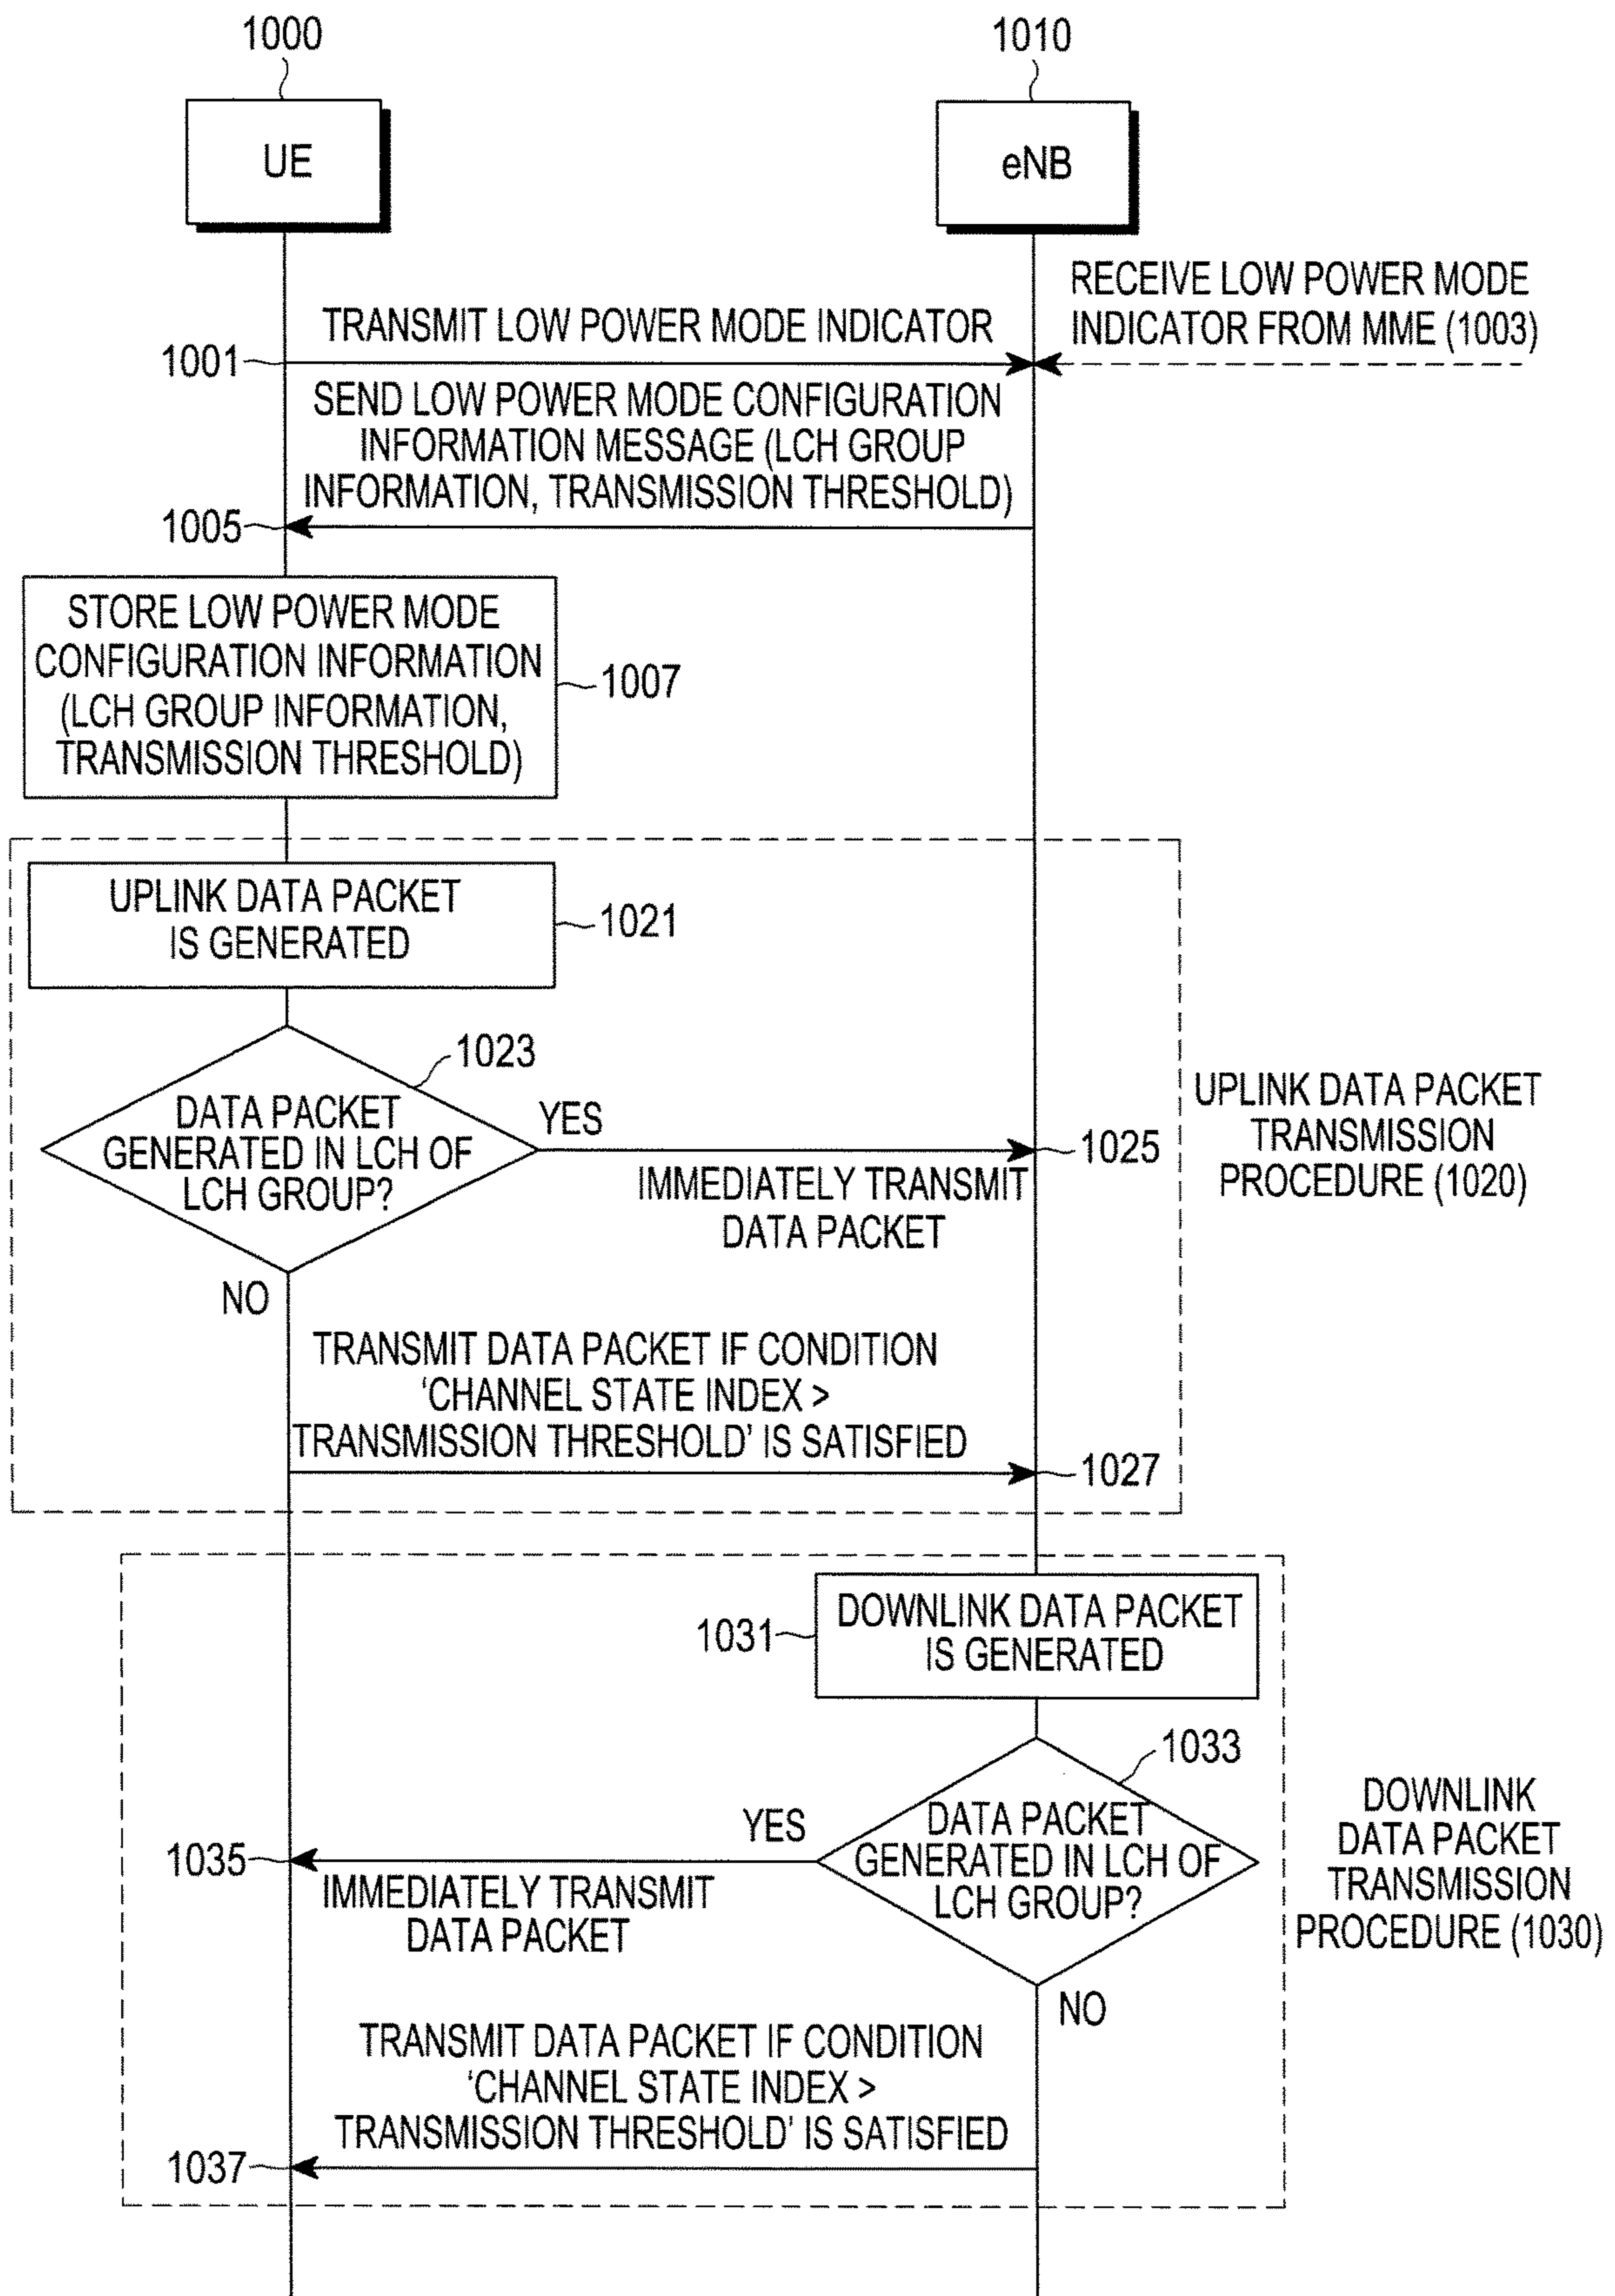 1000
1010
UE
eNB
RECEIVE LOW POWER MODE
INDICATOR FROM MME (1003)
TRANSMIT LOW POWER MODE INDICATOR
1001
SEND LOW POWER MODE CONFIGURATION
INFORMATION MESSAGE (LCH GROUP
INFORMATION, TRANSMISSION THRESHOLD)
1005
STORE LOW POWER MODE
CONFIGURATION INFORMATION
(LCH GROUP INFORMATION,
TRANSMISSION THRESHOLD)
1007
UPLINK DATA PACKET
IS GENERATED
1021
1023
DATA PACKET
GENERATED IN LCH OF
LCH GROUP?
YES
1025
IMMEDIATELY TRANSMIT
DATA PACKET
UPLINK DATA PACKET
TRANSMISSION
PROCEDURE (1020)
NO
TRANSMIT DATA PACKET IF CONDITION
‘CHANNEL STATE INDEX >
TRANSMISSION THRESHOLD’ IS SATISFIED
1027
1031
DOWNLINK DATA PACKET
IS GENERATED
1033
DATA PACKET
GENERATED IN LCH OF
LCH GROUP?
YES
1035
IMMEDIATELY TRANSMIT
DATA PACKET
DOWNLINK
DATA PACKET
TRANSMISSION
PROCEDURE (1030)
NO
TRANSMIT DATA PACKET IF CONDITION
‘CHANNEL STATE INDEX >
TRANSMISSION THRESHOLD’ IS SATISFIED
1037